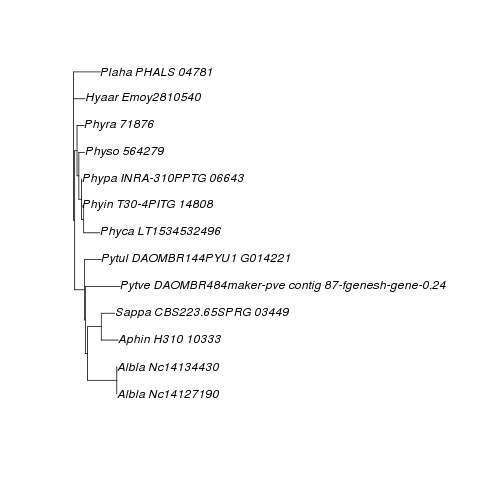 Plaha PHALS 04781
Hyaar Emoy2810540
Phyra 71876
Physo 564279
Phypa INRA-310PPTG 06643
Phyin T30-4PITG 14808
Phyca LT1534532496
Pytul DAOMBR144PYU1 G014221
Pytve DAOMBR484maker-pve contig 87-fgenesh-gene-0.24
Sappa CBS223.65SPRG 03449
Aphin H310 10333
Albla Nc14134430
Albla Nc14127190